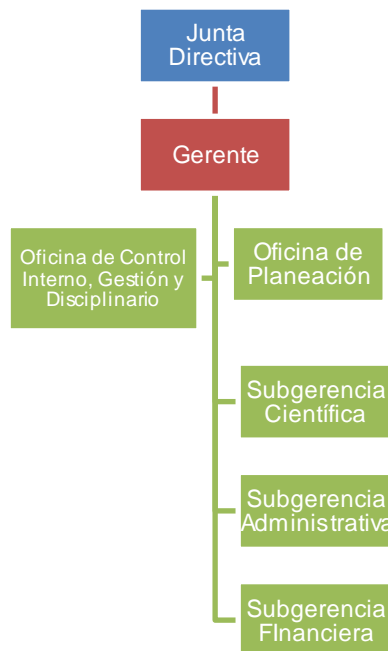 Junta
Directiva
Gerente
Oficina de Control
Interno, Gestión y
Disciplinario
Oficina de
Planeación
Subgerencia
Científica
Subgerencia
Administrativa
Subgerencia
FInanciera